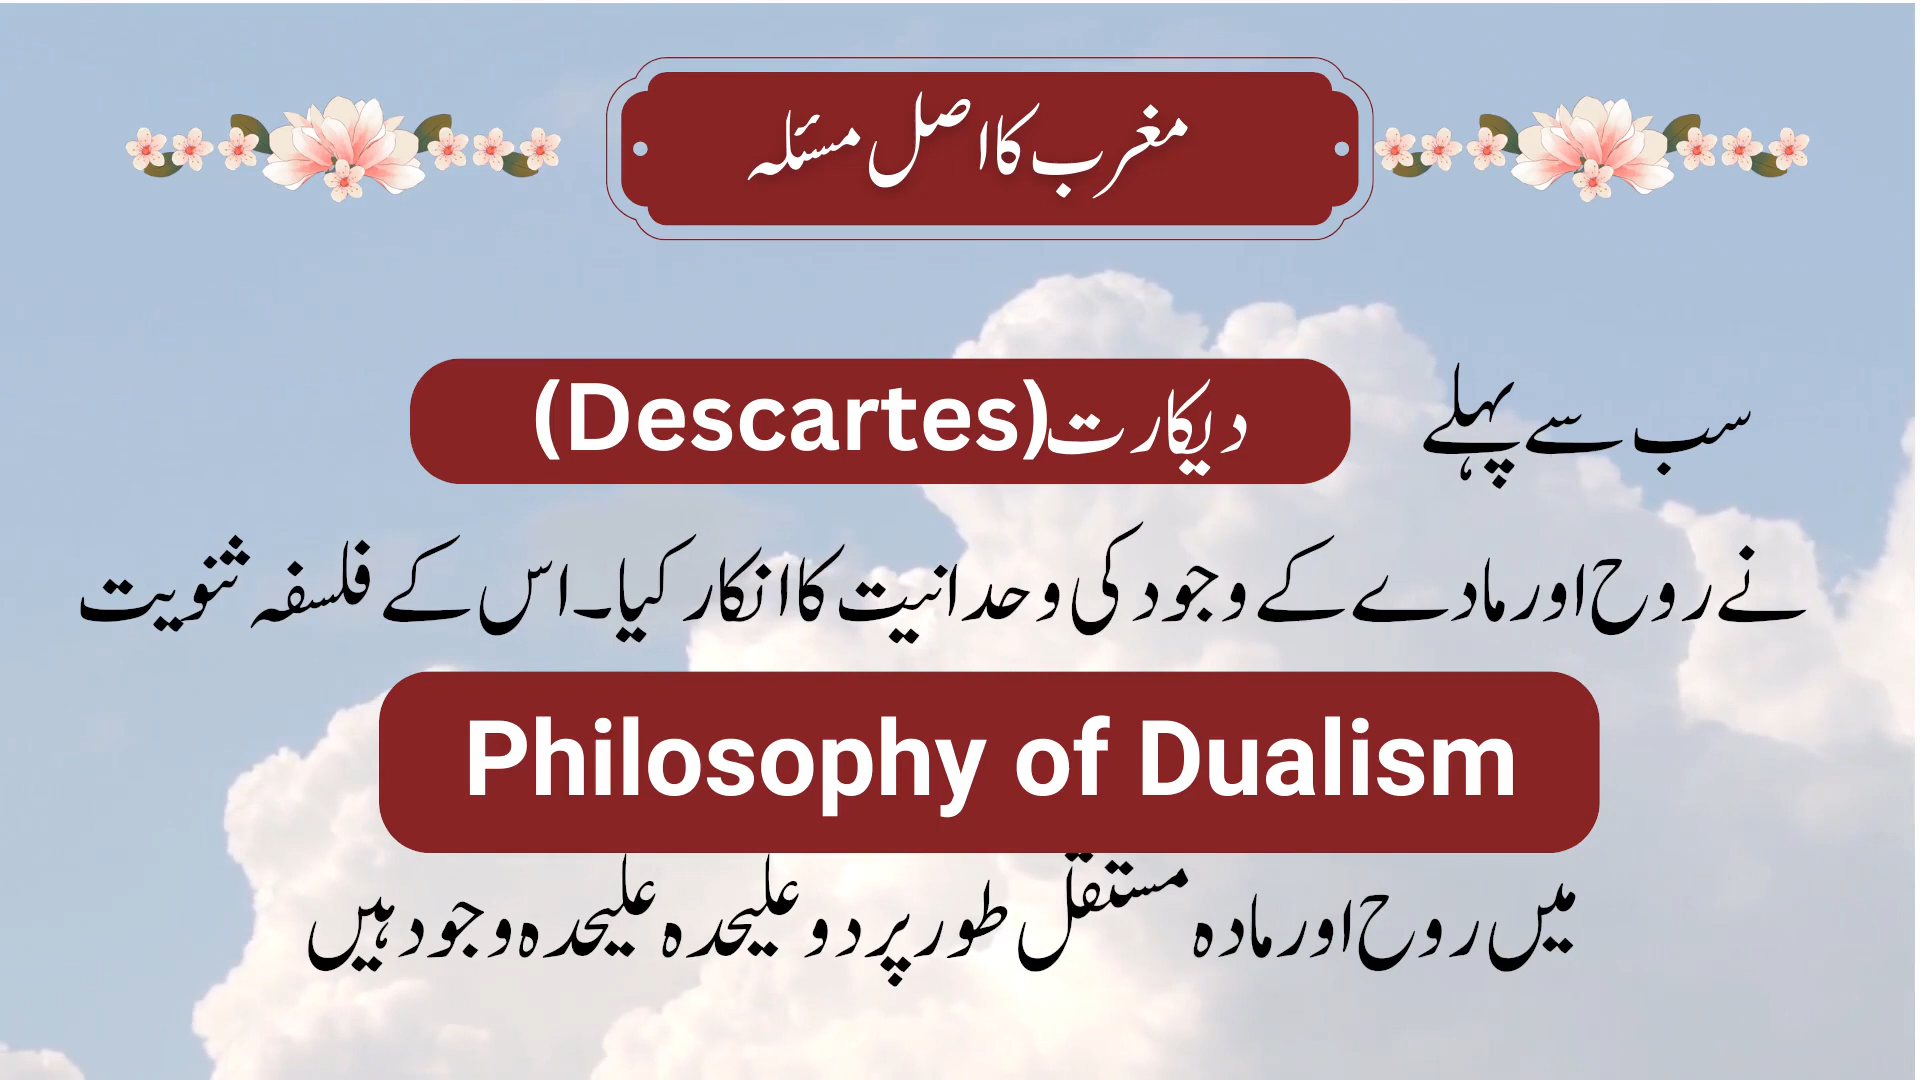 مغرب کا اصل مسئلہ
سب سے پہلے دیکارت(Descartes)
نے روح اور مادے کے وجود کی وحدانیت کا انکار کیا۔ اس کے فلسفہ ثنویت
Philosophy of Dualism
میں روح اور مادہ مستقل طور پر دو علیحدہ علیحدہ وجود ہیں